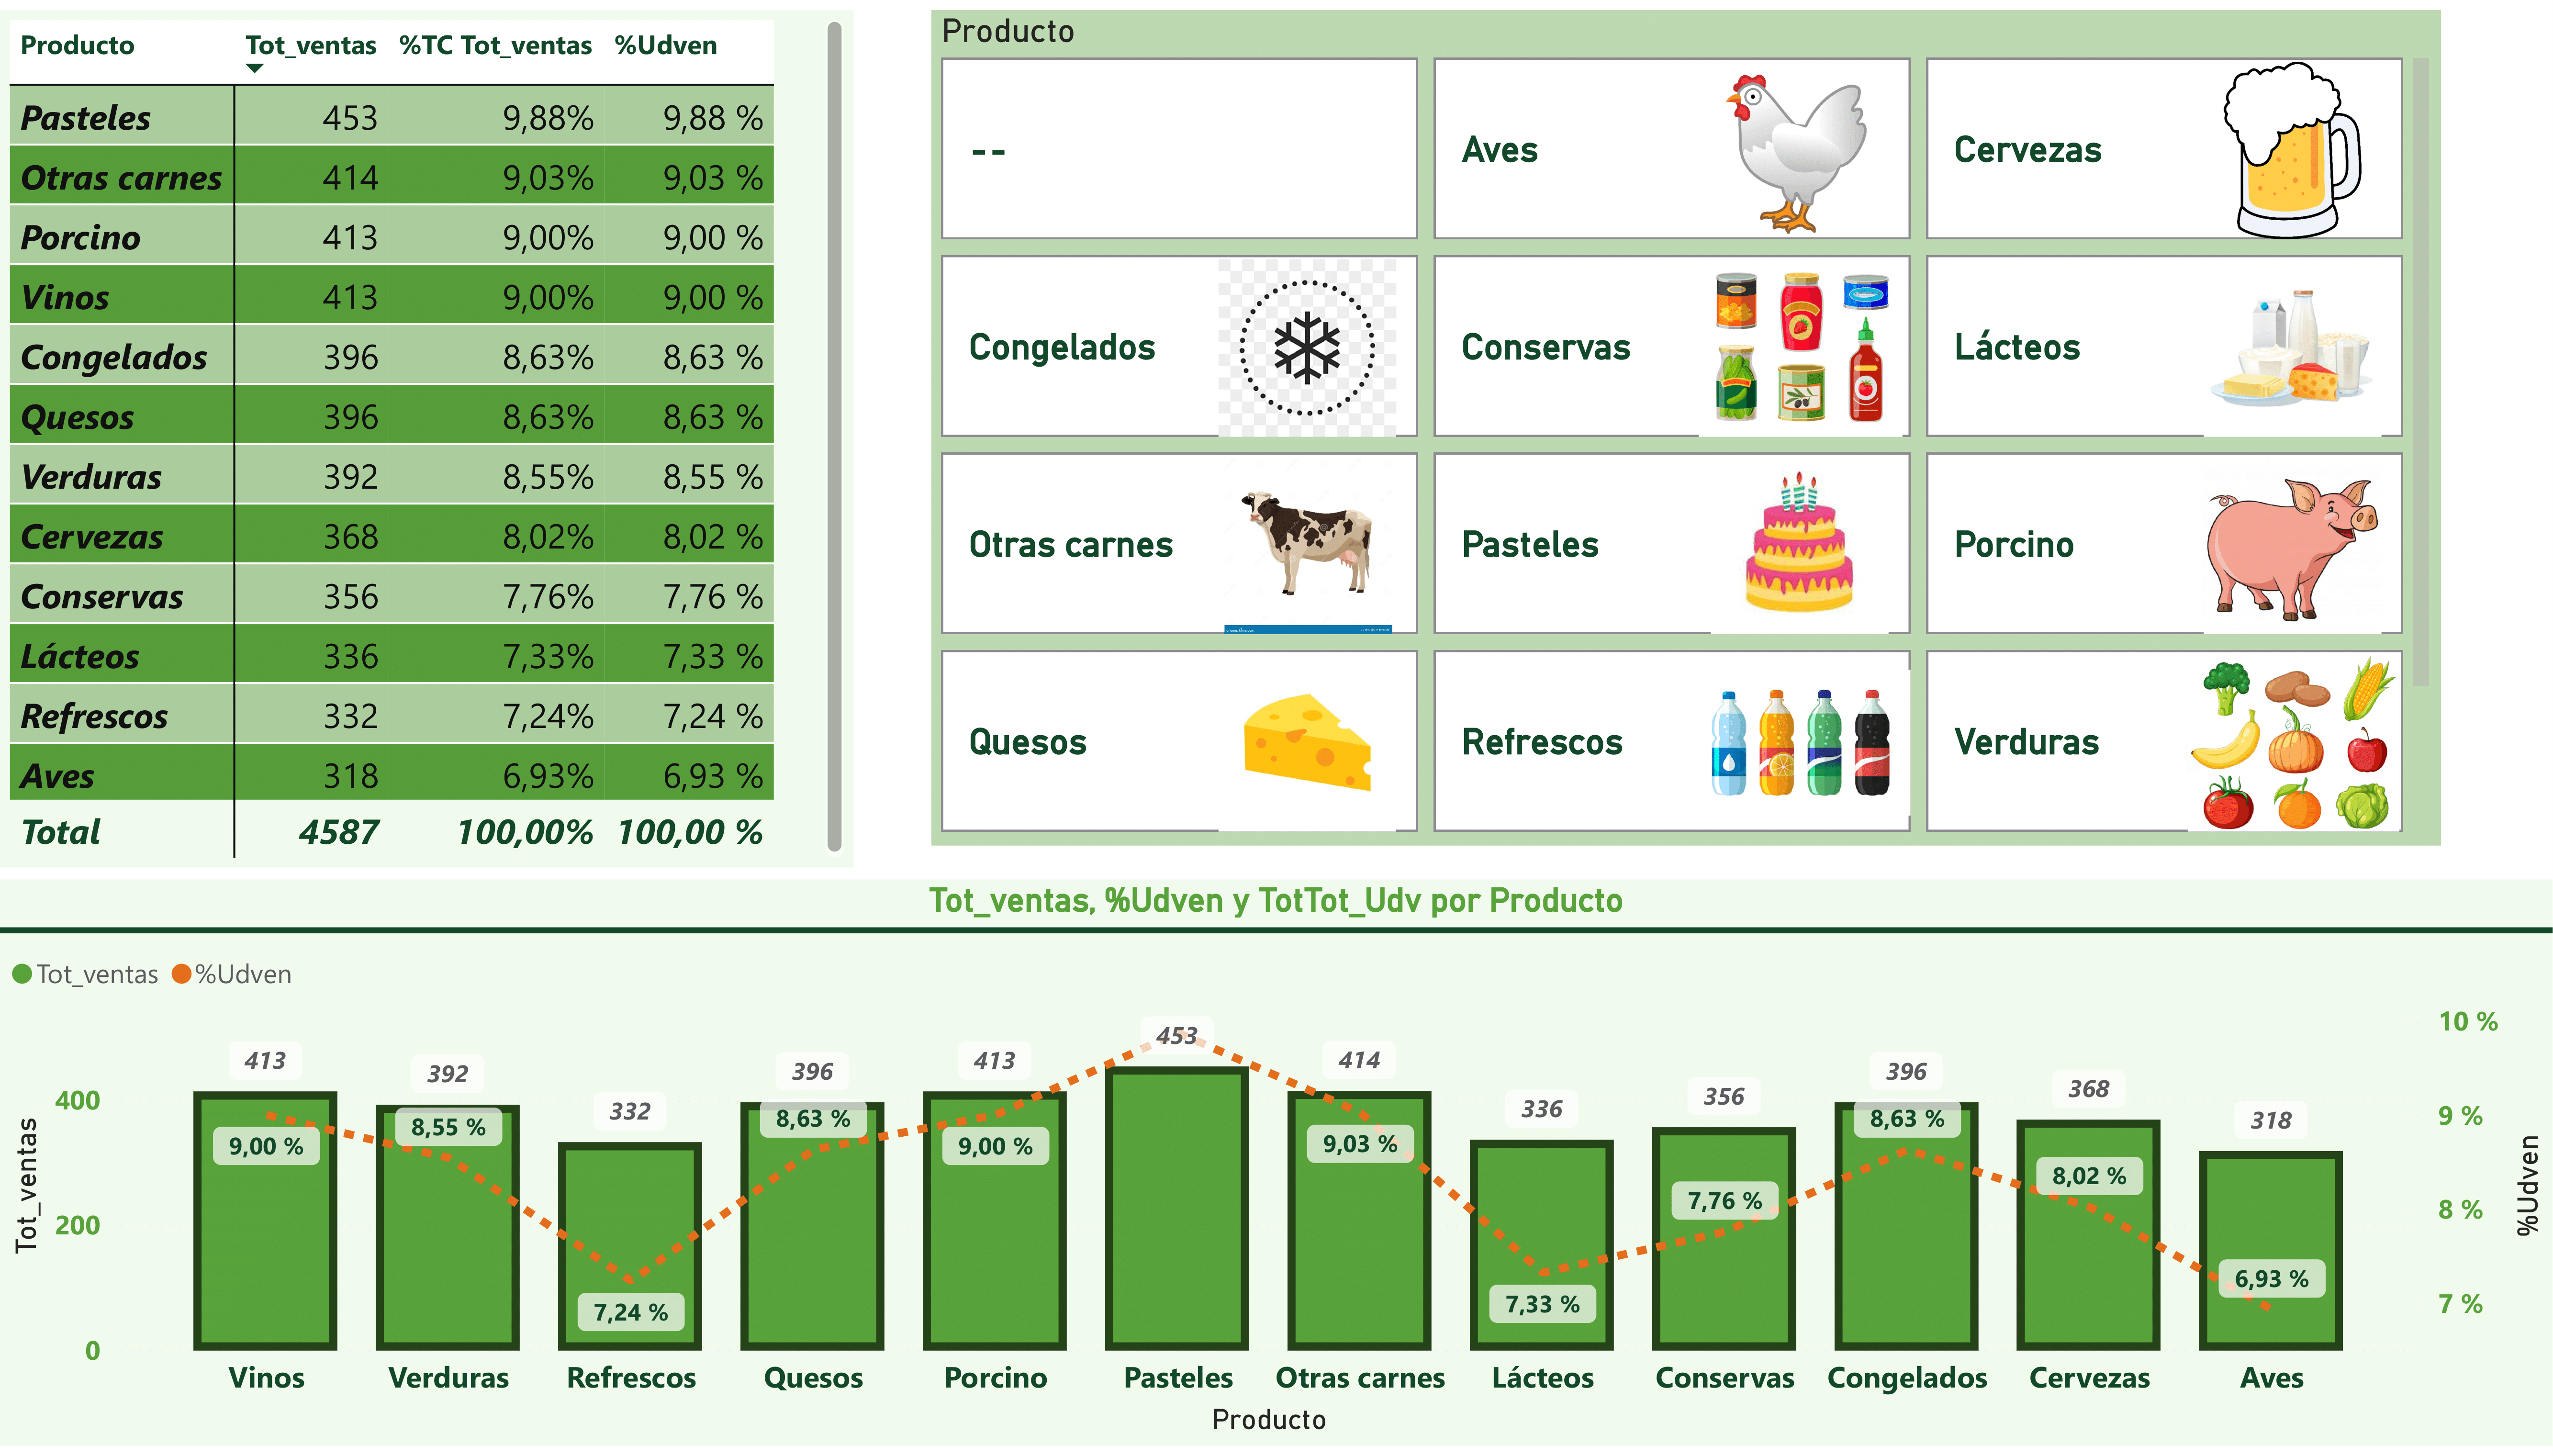 Producto Tot_ventas %TC Tot_ventas %Udven
Pasteles 453 9,88% 9,88 %
Otras carnes 414 9,03% 9,03 %
Porcino 413 9,00% 9,00 %
Vinos 413 9,00% 9,00 %
Congelados 396 8,63% 8,63 %
Quesos 396 8,63% 8,63 %
Verduras 392 8,55% 8,55 %
Cervezas 368 8,02% 8,02 %
Conservas 356 7,76% 7,76 %
Lácteos 336 7,33% 7,33 %
Refrescos 332 7,24% 7,24 %
Aves 318 6,93% 6,93 %
Total 4587 100,00% 100,00 %
Producto
-- Aves Cervezas
Congelados Conservas Lácteos
Otras carnes Pasteles Porcino
Quesos Refrescos Verduras
Tot_ventas, %Udven y TotTot_Udv por Producto
Tot_ventas %Udven
Tot_ventas
400
200
0
413 392 332 396 413 453 414 336 356 396 368 318
9,00 % 8,55 % 7,24 % 8,63 % 9,00 % 9,03 % 7,33 % 7,76 % 8,63 % 8,02 % 6,93 %
10 %
9 %
8 %
7 %
%Udven
Vinos Verduras Refrescos Quesos Porcino Pasteles Otras carnes Lácteos Conservas Congelados Cervezas Aves
Producto